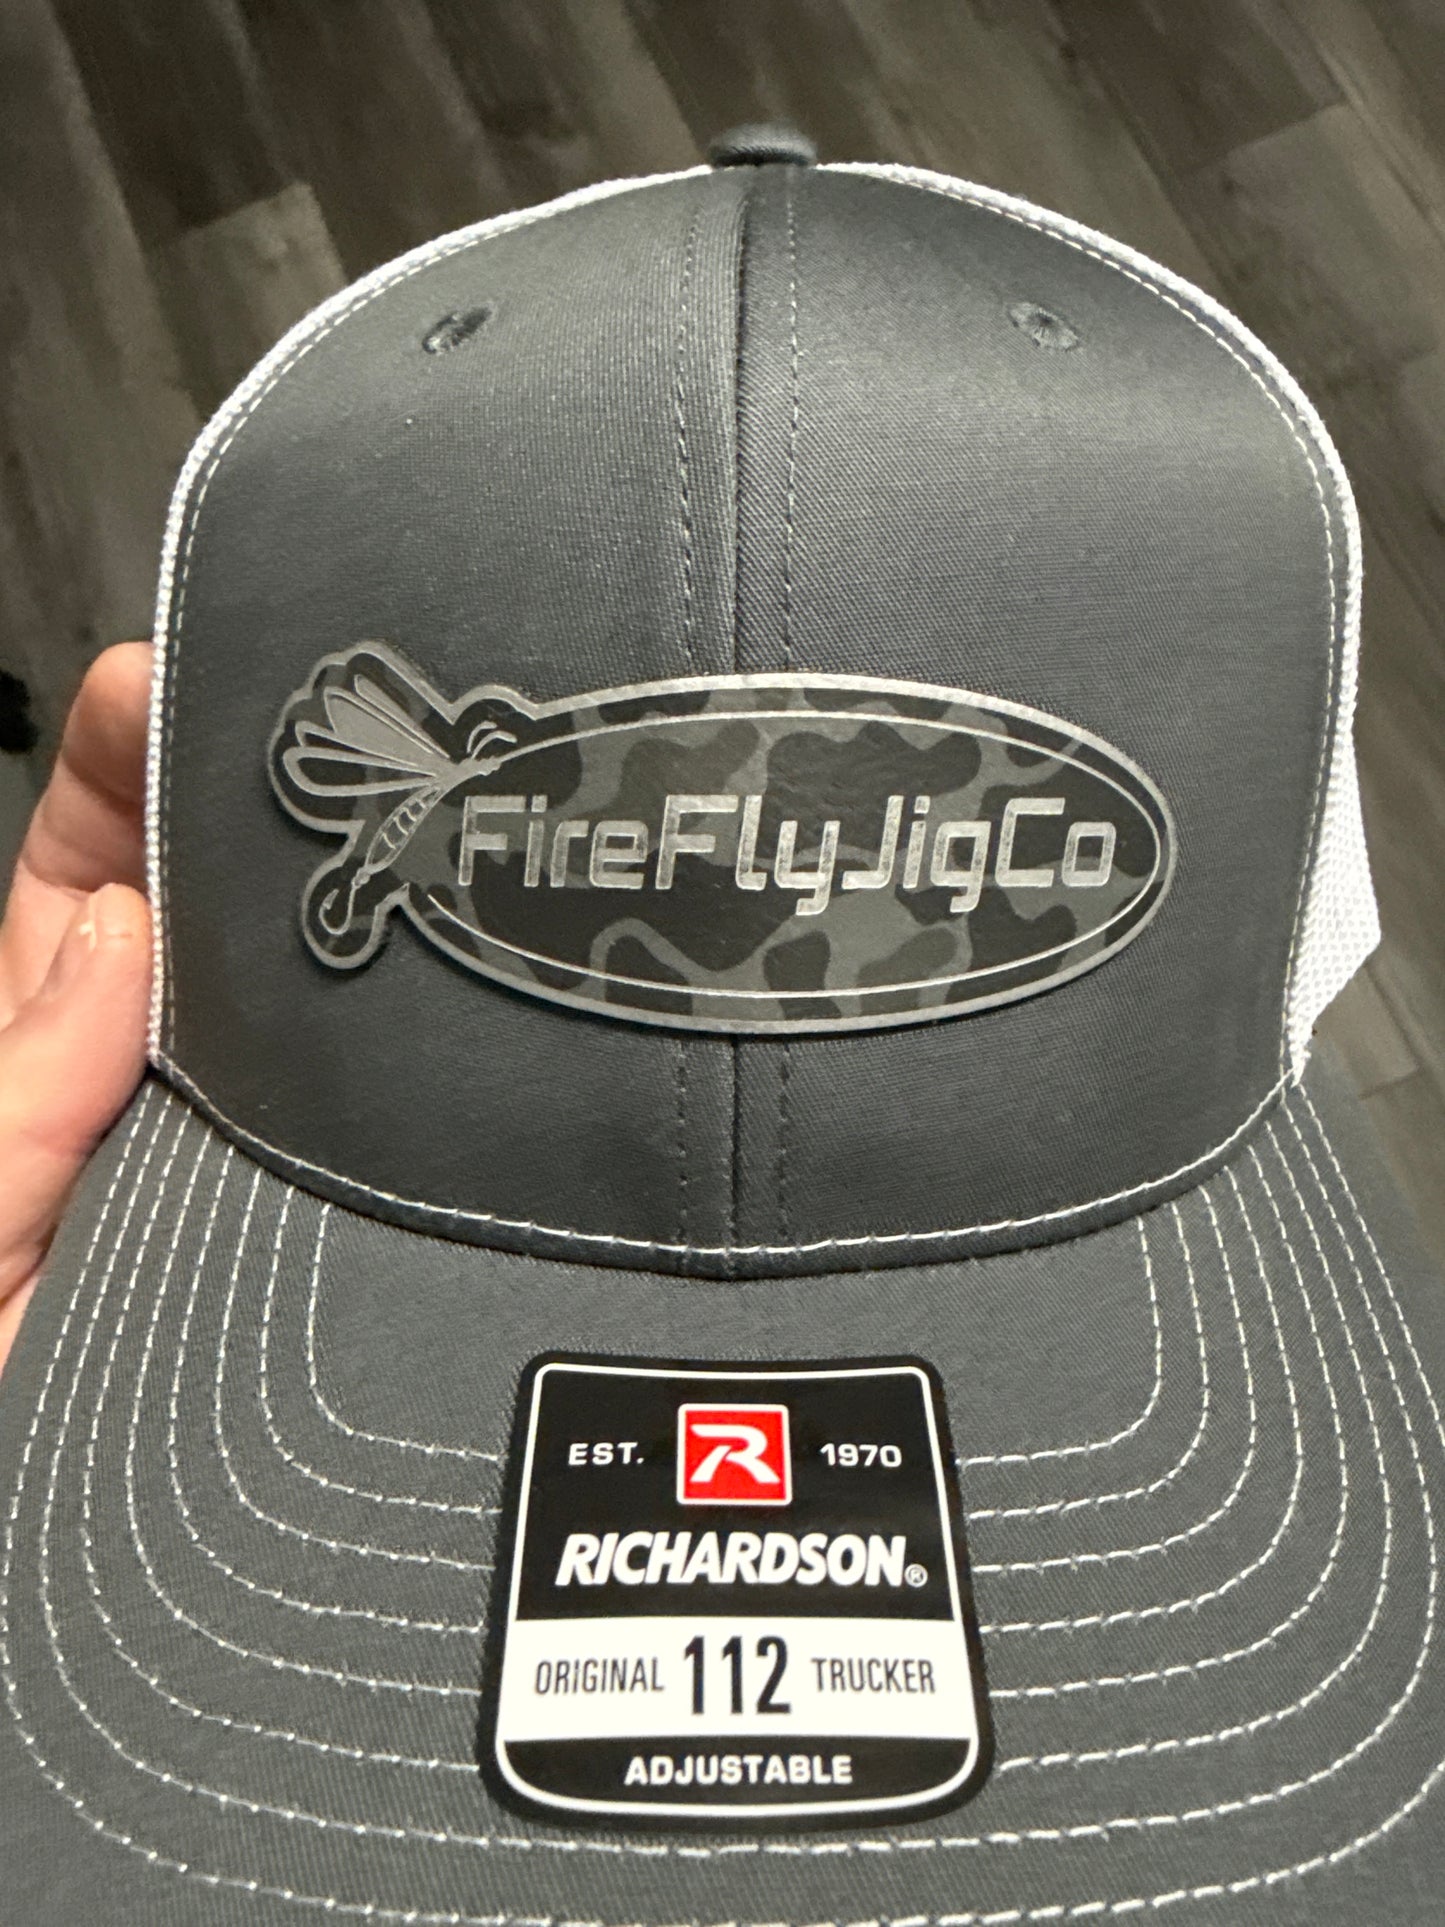 FireFlyJigCo
EST. R 1970
RICHARDSON®
ORIGINAL 112 TRUCKER
ADJUSTABLE